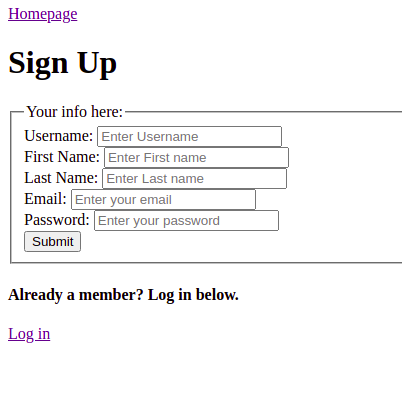 Homepage
Sign Up
Your info here:
Username: Enter Username
First Name: Enter First name
Last Name: Enter Last name
Email: Enter your email
Password: Enter your password
Submit
Already a member? Log in below.
Log in